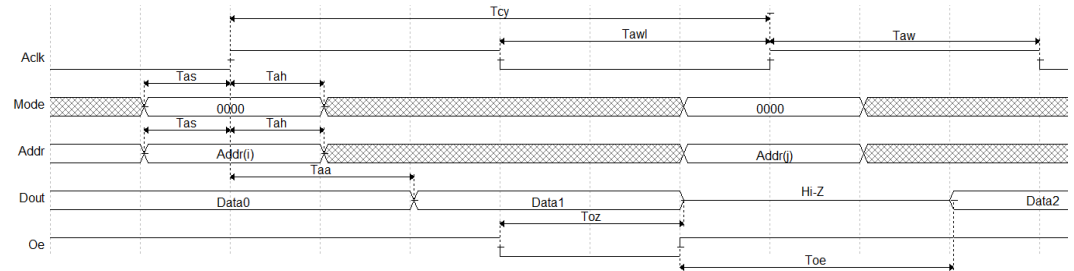 Tcy
Tawl Taw
Aclk
Tas Tah
Mode 0000 0000
Tas Tah
Addr Addr(i) Addr(j)
Taa
Dout Data0 Data1 Hi-Z Data2
Toz
Oe
Toe